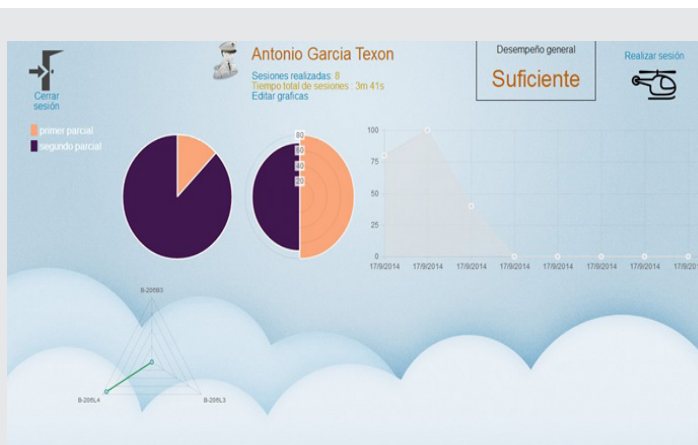 Cerrar
sesión
Antonio Garcia Texon
Sesiones realizadas: 8
Tiempo total de sesiones : 3m 41s
Editar graficas
Desempeño general
Suficiente
Realizar sesión
primer parcial
segundo parcial
80
60
40
20
100
75
50
25
0
17/9/2014 17/9/2014 17/9/2014 17/9/2014 17/9/2014 17/9/2014 17/9/2014 17/9/201
B-206B3
B-206L4
B-206L3